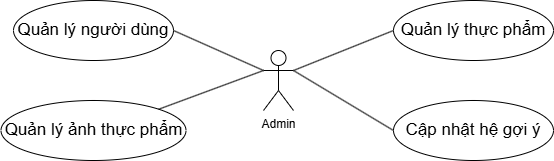 Quản lý người dùng
Quản lý thực phẩm
Admin
Quản lý ảnh thực phẩm
Cập nhật hệ gợi ý